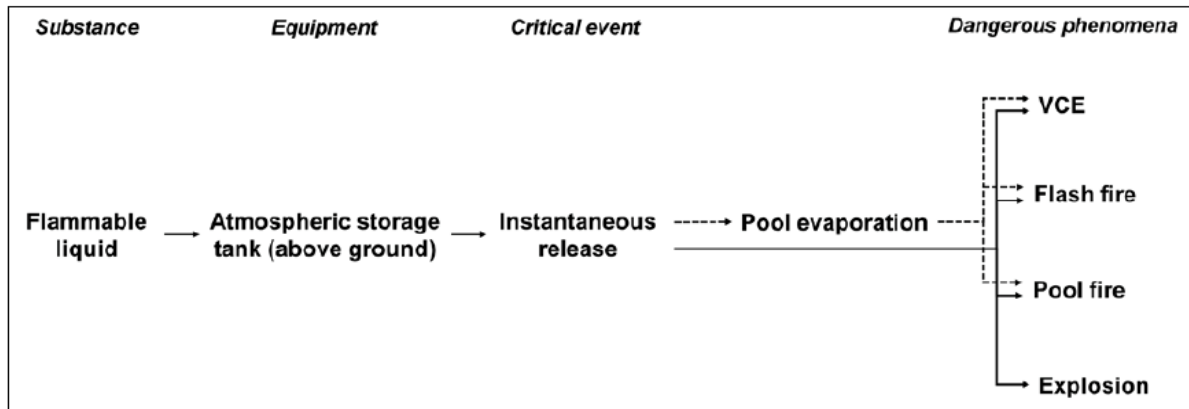 Substance Equipment Critical event Dangerous phenomena
VCE
Flash fire
Flammable liquid
Atmospheric storage tank (above ground)
Instantaneous release
Pool evaporation
Pool fire
Explosion